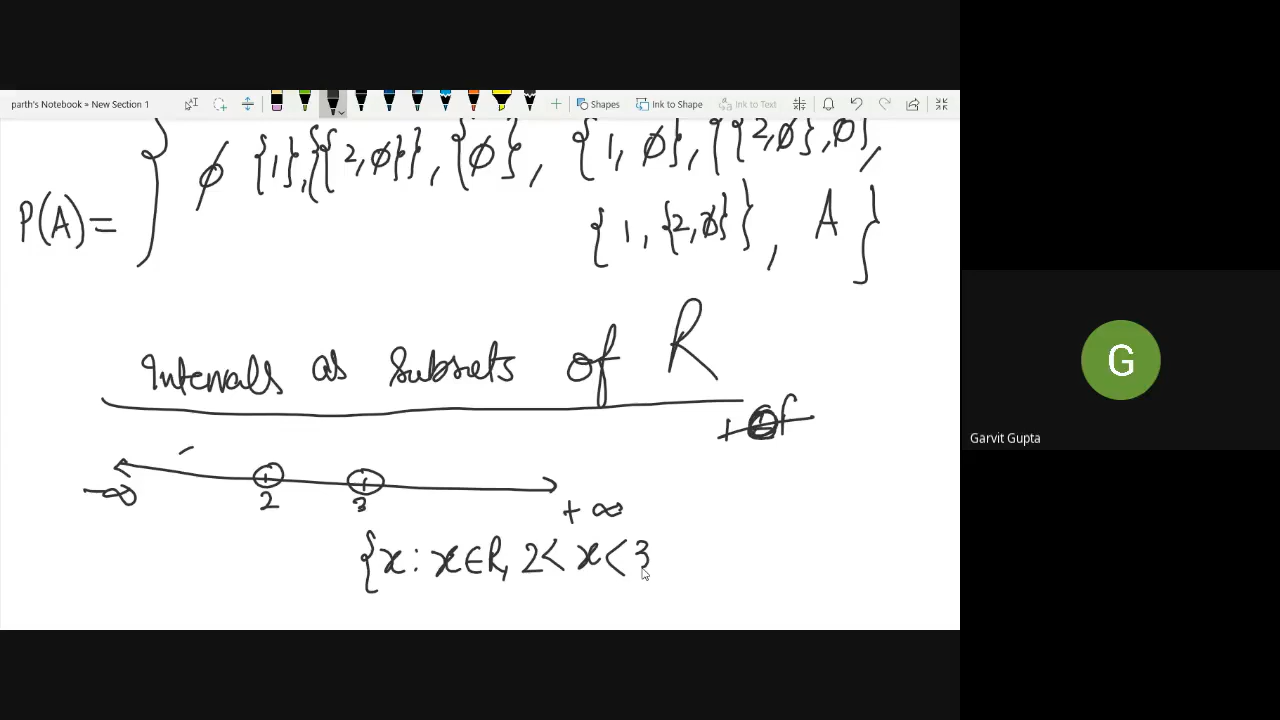 parth's Notebook » New Section 1 Shapes Ink to Shape Ink to Text
ϕ {1},{{2,ϕ}}, {ϕ}, {1, ϕ}, {{2,ϕ},ϕ},
P(A)= { {1, {2,ϕ}}, A }
Intervals as Subsets of R
G
Garvit Gupta
-∞ 2 3 +∞
{x : x∈R, 2< x<3